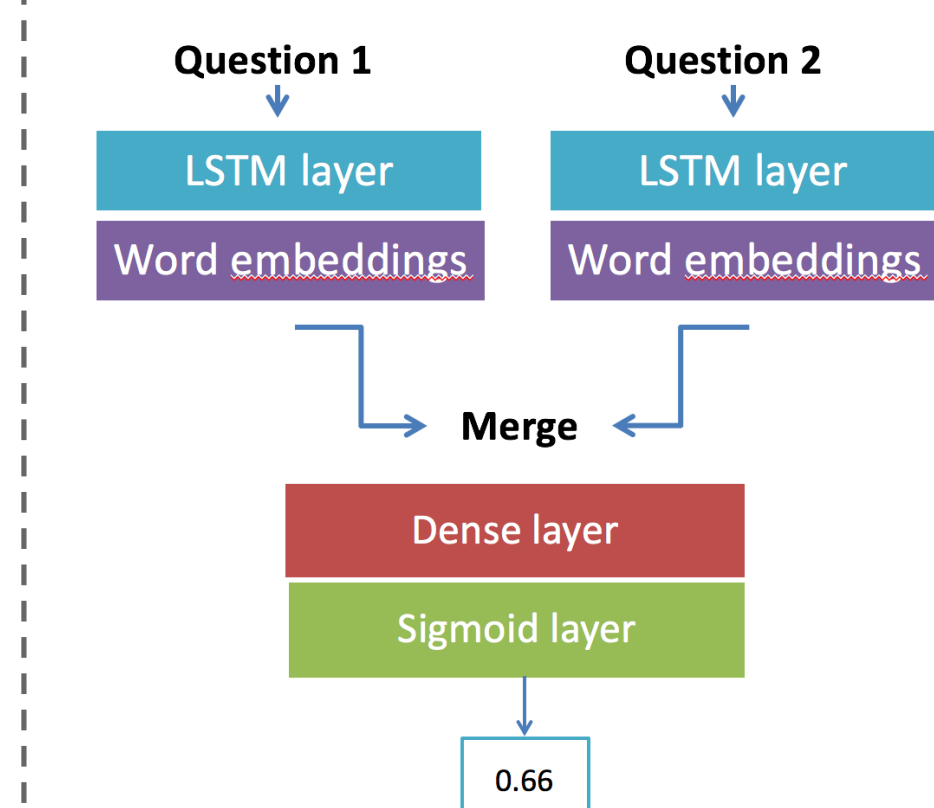 Question 1
Question 2
LSTM layer
LSTM layer
Word embeddings
Word embeddings
Merge
Dense layer
Sigmoid layer
0.66